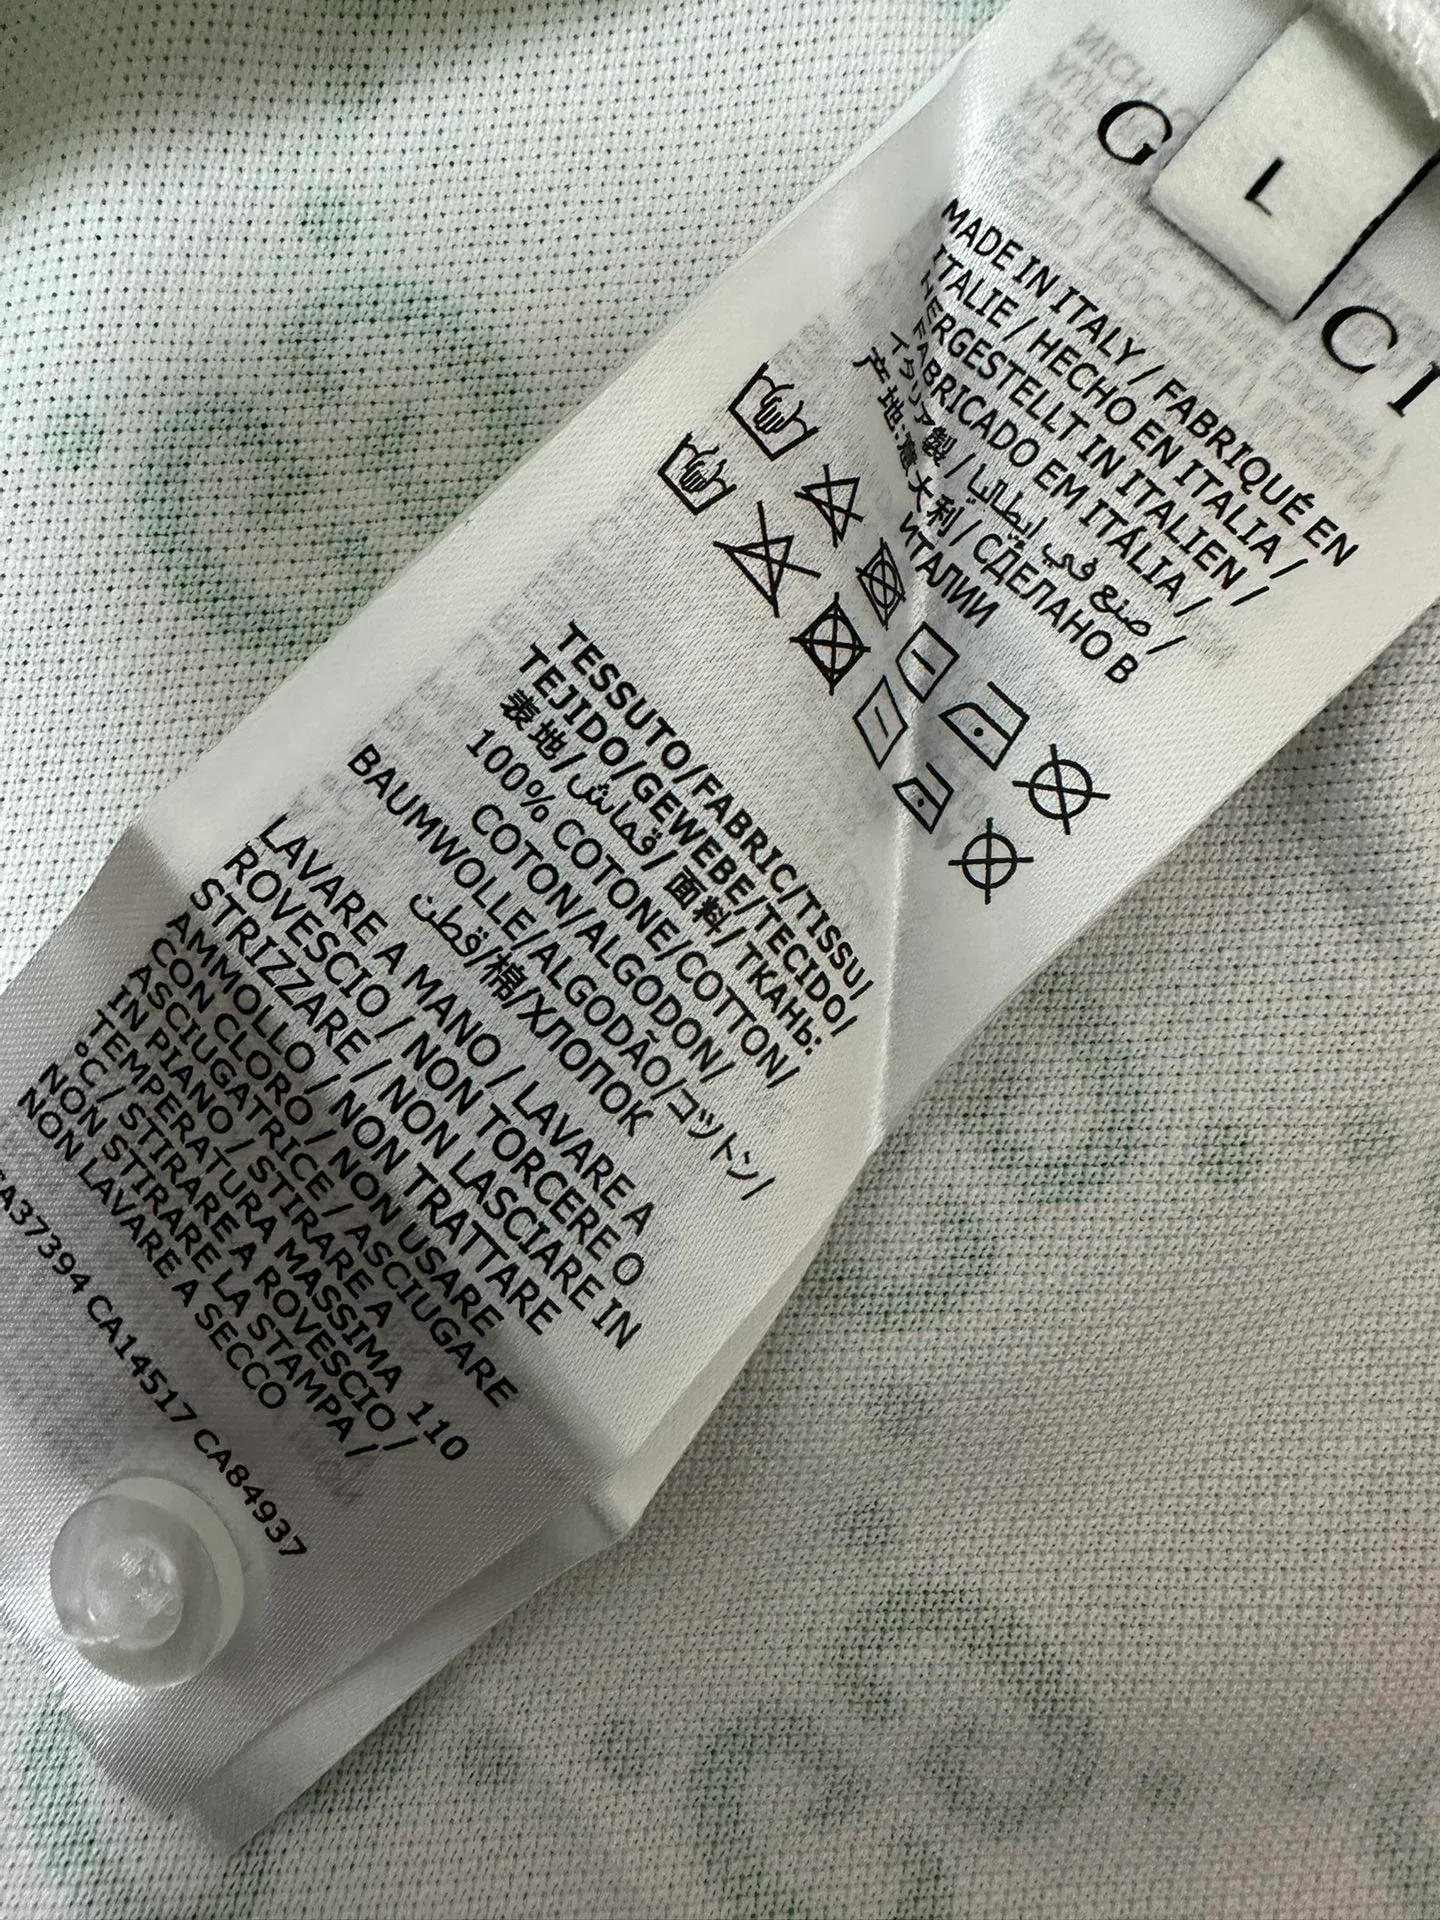 G
L
CI
MADE IN ITALY / FABRIQUÉ EN
ITALIE / HECHO EN ITALIA /
HERGESTELLT IN ITALIEN /
FABRICADO EM ITÁLIA /
イタリア製 / صنع في إيطاليا /
产地: 意大利 / СДЕЛАНО В
ИТАЛИИ
TESSUTO/FABRIC/TISSU/
TEJIDO/GEWEBE/TECIDO/
表地/قماش/面料/ТКАНЬ:
100% COTONE/COTTON/
COTON/ALGODON/
BAUMWOLLE/ALGODÃO/コットン/
قطن/棉/ХЛОПОК
LAVARE A MANO / LAVARE A
ROVESCIO / NON TORCERE O
STRIZZARE / NON LASCIARE IN
AMMOLLO / NON TRATTARE
CON CLORO / NON USARE
ASCIUGATRICE / ASCIUGARE
IN PIANO / STIRARE A
TEMPERATURA MASSIMA 110
°C / STIRARE A ROVESCIO /
NON STIRARE LA STAMPA /
NON LAVARE A SECCO
CA14517 CA84937